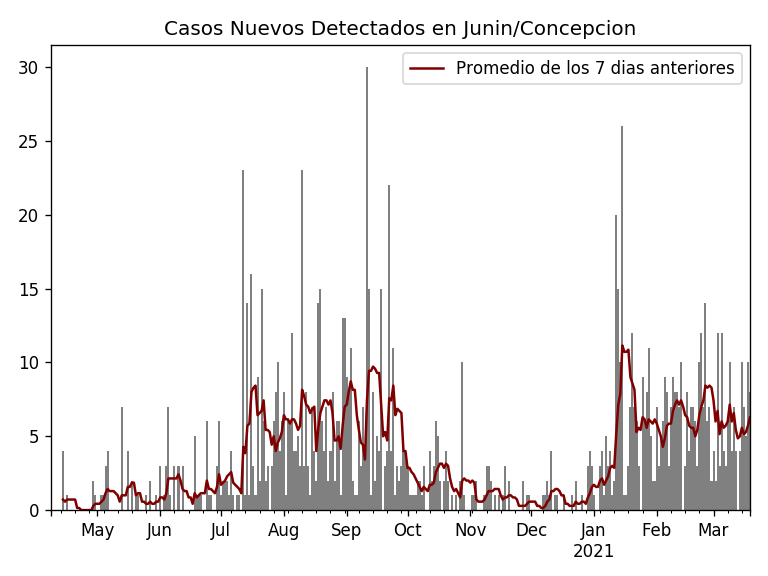 Casos Nuevos Detectados en Junin/Concepcion
Promedio de los 7 dias anteriores
30
25
20
15
10
5
0
May Jun Jul Aug Sep Oct Nov Dec Jan Feb Mar
2021